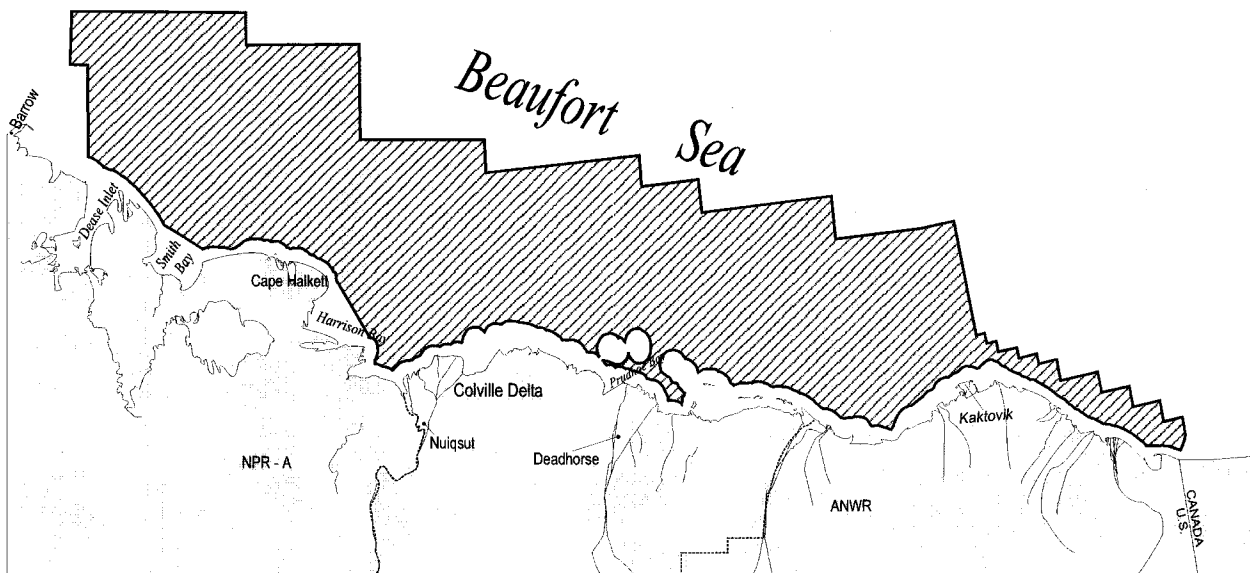 Beaufort
Sea
Barrow
Dease Inlet
Smith
Bay
Cape Halkett
Harrison Bay
Prudhoe Bay
Colville Delta
Kaktovik
Nuiqsut
Deadhorse
NPR - A
ANWR
CANADA
U.S.